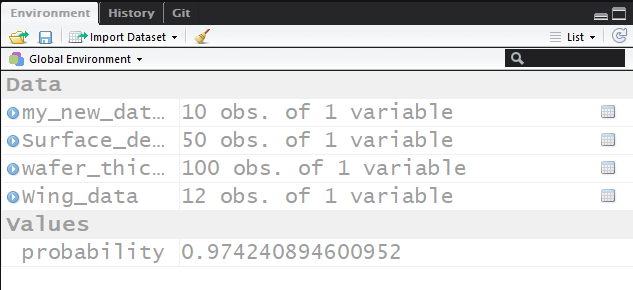 Environment History Git
Import Dataset List
Global Environment
Data
my_new_dat… 10 obs. of 1 variable
Surface_de… 50 obs. of 1 variable
wafer_thic… 100 obs. of 1 variable
Wing_data 12 obs. of 1 variable
Values
probability 0.974240894600952